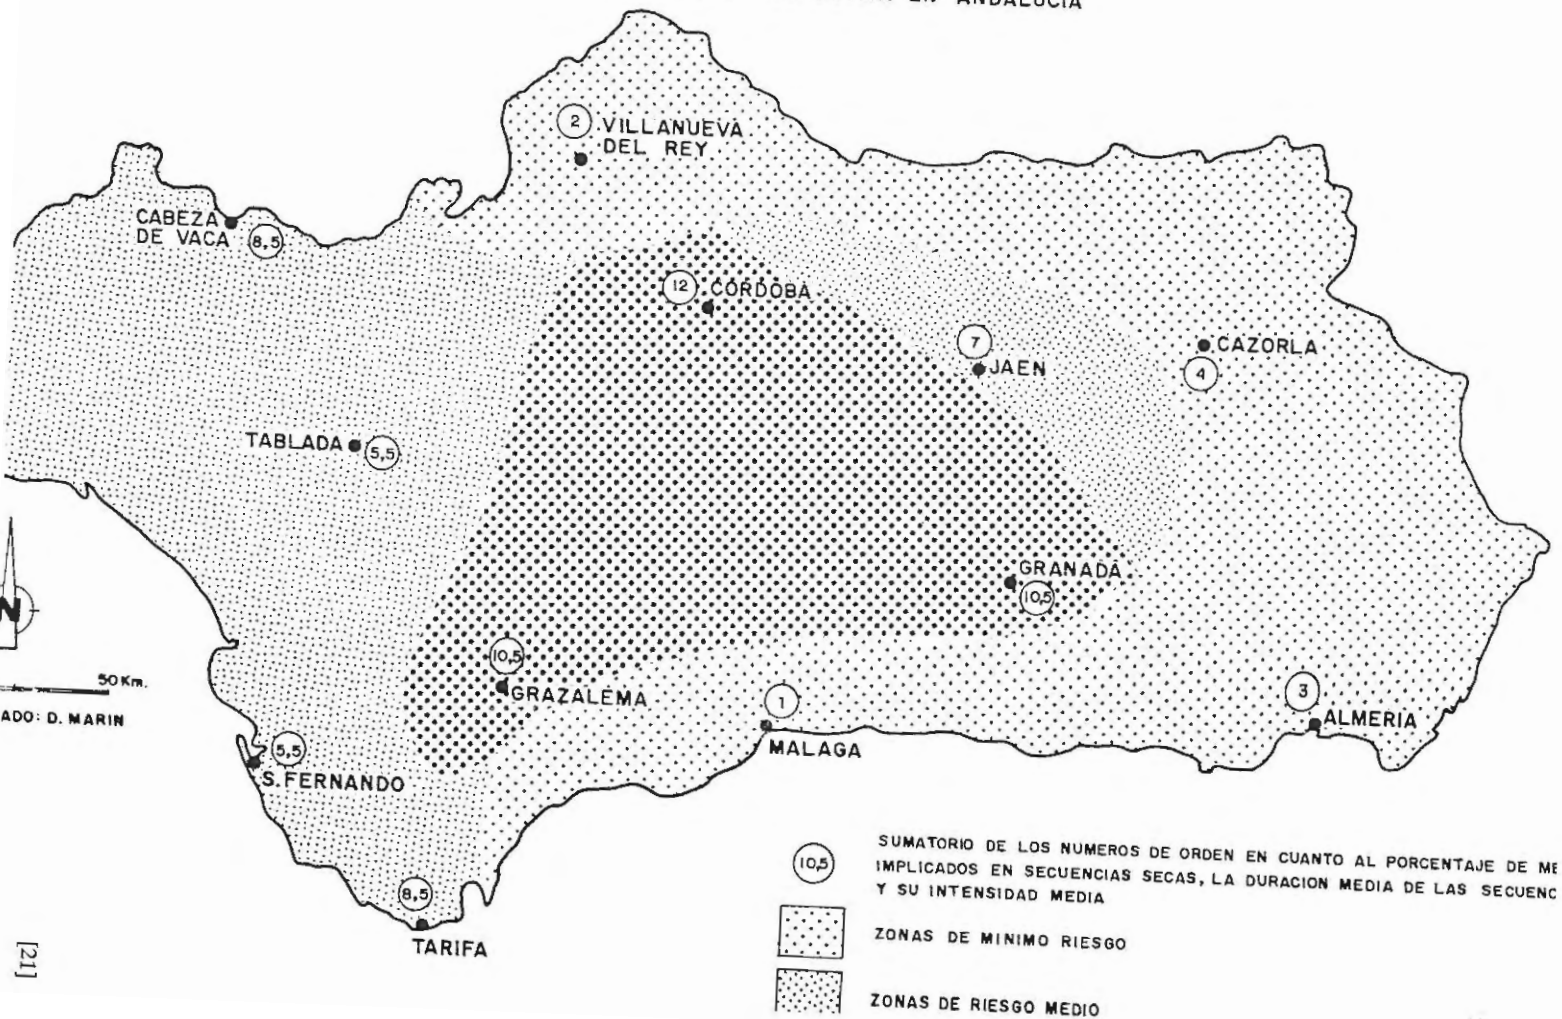 EN ANDALUCIA
2
VILLANUEVA
DEL REY
CABEZA
DE VACA
8,5
12
CORDOBA
7
JAEN
CAZORLA
4
TABLADA
5,5
GRANADA
10,5
N
10,5
GRAZALEMA
50 Km.
ADO: D. MARIN
1
MALAGA
3
ALMERIA
5,5
S. FERNANDO
8,5
TARIFA
10,5
SUMATORIO DE LOS NUMEROS DE ORDEN EN CUANTO AL PORCENTAJE DE ME
IMPLICADOS EN SECUENCIAS SECAS, LA DURACION MEDIA DE LAS SECUENC
Y SU INTENSIDAD MEDIA
ZONAS DE MINIMO RIESGO
ZONAS DE RIESGO MEDIO
[21]